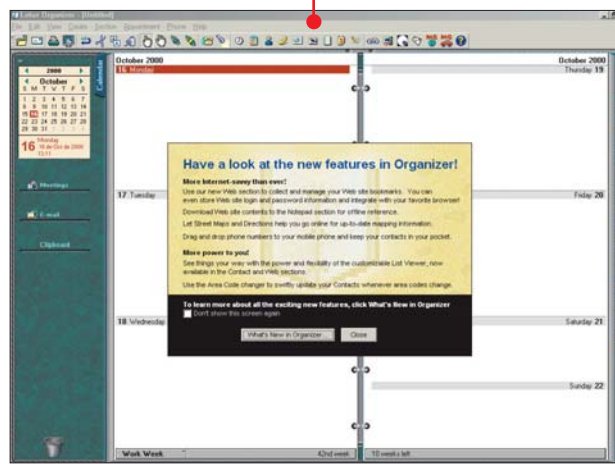 Lotus Organizer - [Untitled]
File Edit View Create Section Appointment Phone Help
Calendar
2000
October
S M T V T F S
1 2 3 4 5 6 7
8 9 10 11 12 13 14
15 16 17 18 19 20 21
22 23 24 25 26 27 28
29 30 31
16 Monday
16 de Oct de 2000
Meetings
E-mail
Clipboard
October 2000
16 Monday
17 Tuesday
18 Wednesday
Work Week
42nd week
October 2000
Thursday 19
Friday 20
Saturday 21
Sunday 22
10 weeks left
Have a look at the new features in Organizer!
More Internet-savvy than ever!
Use our new Web section to collect and manage your Web site bookmarks. You can
even store Web site login and password information and integrate with your favorite browser!
Download Web site contents to the Notepad section for offline reference.
Let Street Maps and Directions help you go online for up-to-date mapping information.
Drag and drop phone numbers to your mobile phone and keep your contacts in your pocket.
More power to you!
See things your way with the power and flexibility of the customizable List Viewer, now
available in the Contact and Web sections.
Use the Area Code changer to swiftly update your Contacts whenever area codes change.
To learn more about all the exciting new features, click What's New in Organizer
Don't show this screen again
What's New in Organizer
Close